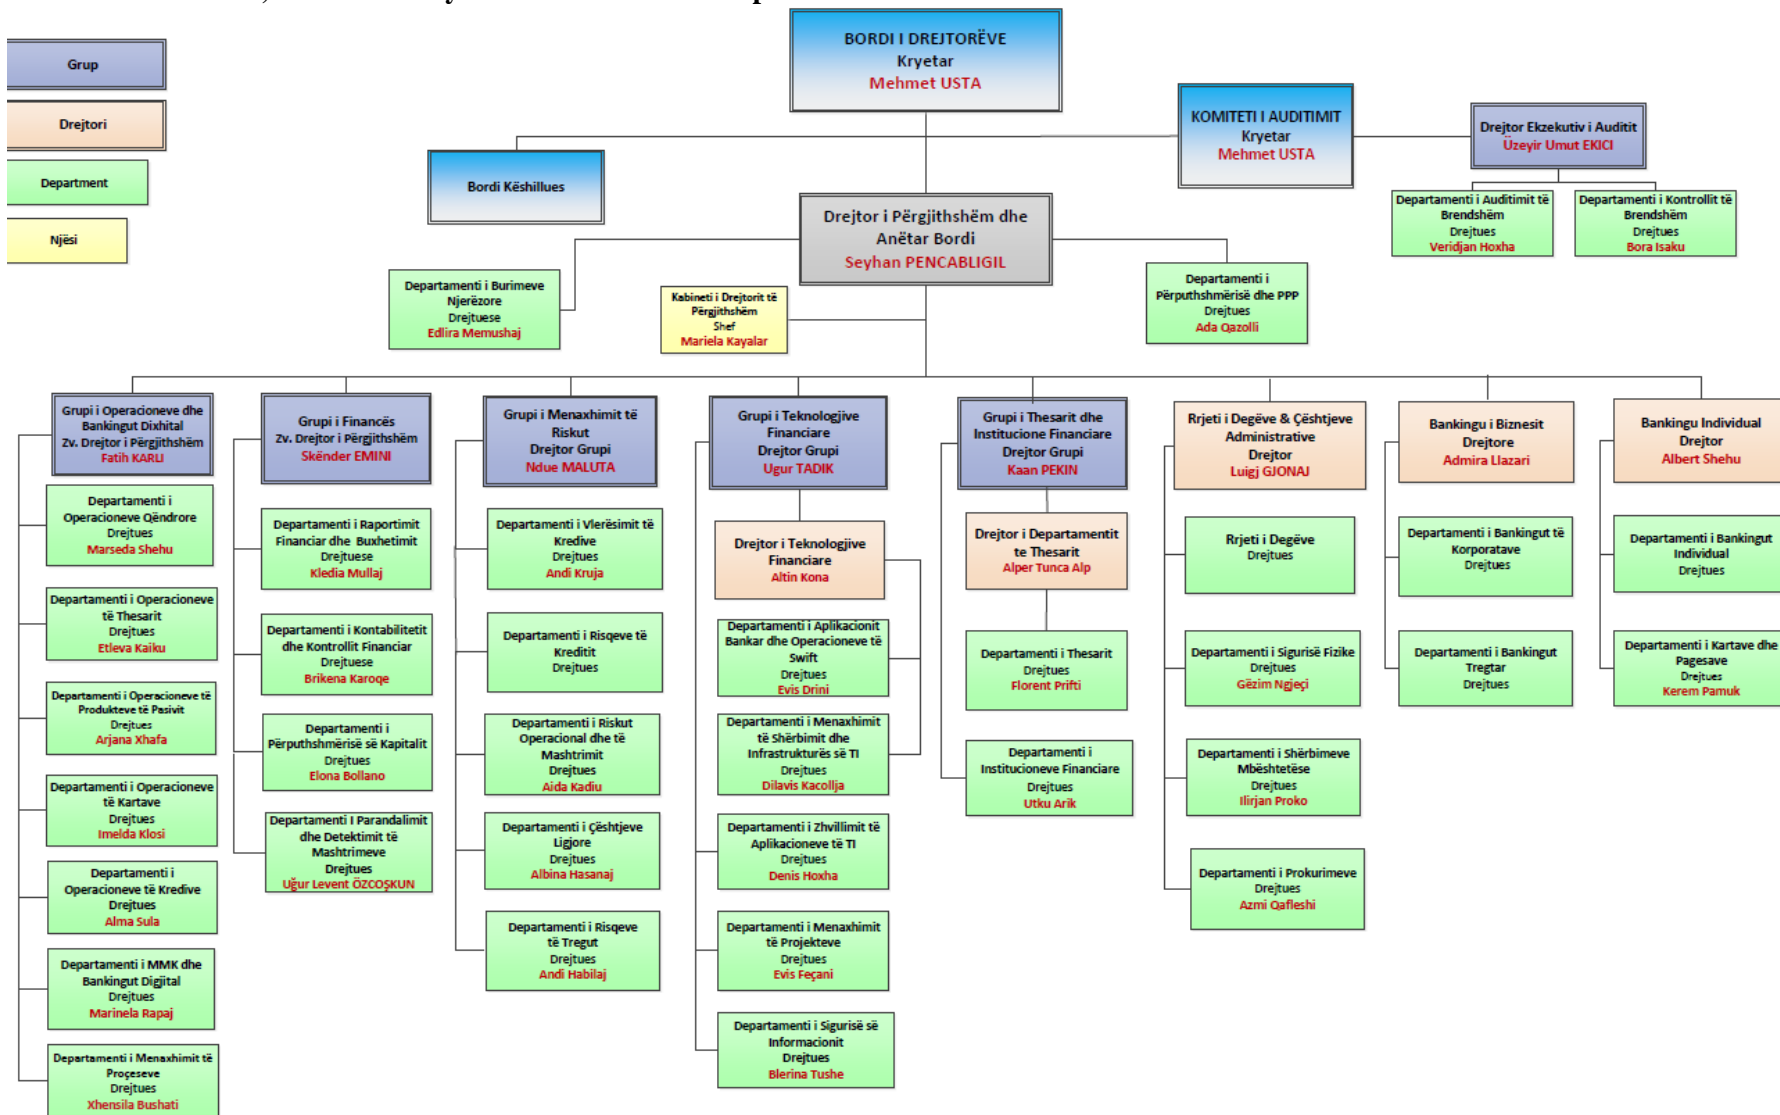 Grup
Drejtori
Department
Njësi
BORDI I DREJTORËVE
Kryetar
Mehmet USTA
KOMITETI I AUDITIMIT
Kryetar
Mehmet USTA
Drejtor Ekzekutiv i Auditit
Üzeyir Umut EKICI
Bordi Këshillues
Departamenti i Auditimit të
Brendshëm
Drejtues
Veridjan Hoxha
Departamenti i Kontrollit të
Brendshëm
Drejtues
Bora Isaku
Drejtor i Përgjithshëm dhe
Anëtar Bordi
Seyhan PENCABLIGIL
Departamenti i Burimeve
Njerëzore
Drejtuese
Edlira Memushaj
Kabineti i Drejtorit të
Përgjithshëm
Shef
Mariela Kayalar
Departamenti i
Përputhshmërisë dhe PPP
Drejtues
Ada Qazolli
Grupi i Operacioneve dhe
Bankingut Dixhital
Zv. Drejtor i Përgjithshëm
Fatih KARLI
Departamenti i
Operacioneve Qëndrore
Drejtues
Marseda Shehu
Departamenti i Operacioneve
të Thesarit
Drejtues
Etleva Kaiku
Departamenti i Operacioneve të
Produkteve të Pasivit
Drejtues
Arjana Xhafa
Departamenti i Operacioneve
të Kartave
Drejtues
Imelda Klosi
Departamenti i
Operacioneve të Kredive
Drejtues
Alma Sula
Departamenti i MMK dhe
Bankingut Digjital
Drejtues
Marinela Rapaj
Departamenti i Menaxhimit të
Proçeseve
Drejtues
Xhensila Bushati
Grupi i Financës
Zv. Drejtor i Përgjithshëm
Skënder EMINI
Departamenti i Raportimit
Financiar dhe Buxhetimit
Drejtuese
Kledia Mullaj
Departamenti i Kontabilitetit
dhe Kontrollit Financiar
Drejtuese
Brikena Karoqe
Departamenti i
Përputhshmërisë së Kapitalit
Drejtues
Elona Bollano
Departamenti I Parandalimit
dhe Detektimit të
Mashtrimeve
Drejtues
Uğur Levent ÖZCOŞKUN
Grupi i Menaxhimit të
Riskut
Drejtor Grupi
Ndue MALUTA
Departamenti i Vlerësimit të
Kredive
Drejtues
Andi Kruja
Departamenti i Risqeve të
Kreditit
Drejtues
Departamenti i Riskut
Operacional dhe të
Mashtrimit
Drejtues
Aida Kadiu
Departamenti i Çështjeve
Ligjore
Drejtues
Albina Hasanaj
Departamenti i Risqeve
të Tregut
Drejtues
Andi Habilaj
Grupi i Teknologjive
Financiare
Drejtor Grupi
Ugur TADIK
Drejtor i Teknologjive
Financiare
Altin Kona
Departamenti i Aplikacionit
Bankar dhe Operacioneve të
Swift
Drejtues
Evis Drini
Departamenti i Menaxhimit
të Shërbimit dhe
Infrastrukturës së TI
Drejtues
Dilavis Kacollja
Departamenti i Zhvillimit të
Aplikacioneve të TI
Drejtues
Denis Hoxha
Departamenti i Menaxhimit
të Projekteve
Drejtues
Evis Feçani
Departamenti i Sigurisë së
Informacionit
Drejtues
Blerina Tushe
Grupi i Thesarit dhe
Institucione Financiare
Drejtor Grupi
Kaan PEKIN
Drejtor i Departamentit
te Thesarit
Alper Tunca Alp
Departamenti i Thesarit
Drejtues
Florent Prifti
Departamenti i
Institucioneve Financiare
Drejtues
Utku Arik
Rrjeti i Degëve & Çështjeve
Administrative
Drejtor
Luigj GJONAJ
Rrjeti i Degëve
Drejtues
Departamenti i Sigurisë Fizike
Drejtues
Gëzim Ngjeçi
Departamenti i Shërbimeve
Mbështetëse
Drejtues
Ilirjan Proko
Departamenti i Prokurimeve
Drejtues
Azmi Qafleshi
Bankingu i Biznesit
Drejtore
Admira Llazari
Departamenti i Bankingut të
Korporatave
Drejtues
Departamenti i Bankingut
Tregtar
Drejtues
Bankingu Individual
Drejtor
Albert Shehu
Departamenti i Bankingut
Individual
Drejtues
Departamenti i Kartave dhe
Pagesave
Drejtues
Kerem Pamuk